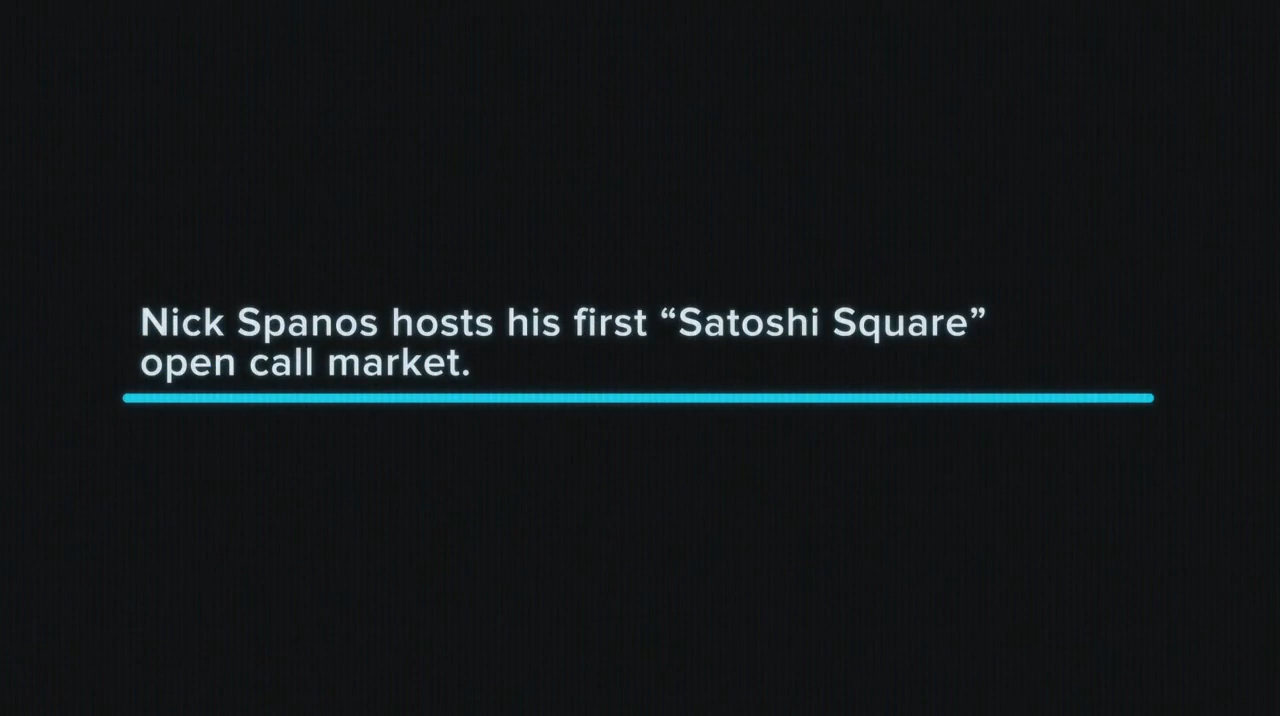 Nick Spanos hosts his first “Satoshi Square”
open call market.